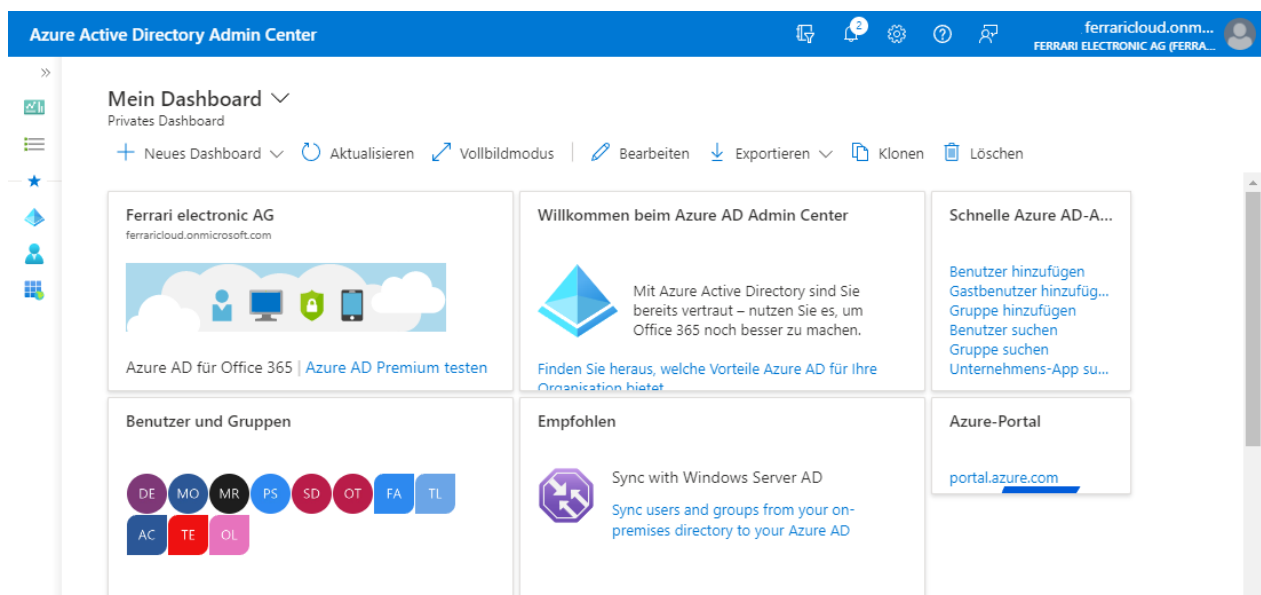 Azure Active Directory Admin Center
2
ferraricloud.onm...
FERRARI ELECTRONIC AG (FERRA...
Mein Dashboard
Privates Dashboard
Neues Dashboard
Aktualisieren
Vollbildmodus
Bearbeiten
Exportieren
Klonen
Löschen
Ferrari electronic AG
ferraricloud.onmicrosoft.com
Azure AD für Office 365 | Azure AD Premium testen
Willkommen beim Azure AD Admin Center
Mit Azure Active Directory sind Sie
bereits vertraut – nutzen Sie es, um
Office 365 noch besser zu machen.
Finden Sie heraus, welche Vorteile Azure AD für Ihre
Organisation bietet
Schnelle Azure AD-A...
Benutzer hinzufügen
Gastbenutzer hinzufüg...
Gruppe hinzufügen
Benutzer suchen
Gruppe suchen
Unternehmens-App su...
Benutzer und Gruppen
DE MO MR PS SD OT FA TL
AC TE OL
Empfohlen
Sync with Windows Server AD
Sync users and groups from your on-
premises directory to your Azure AD
Azure-Portal
portal.azure.com